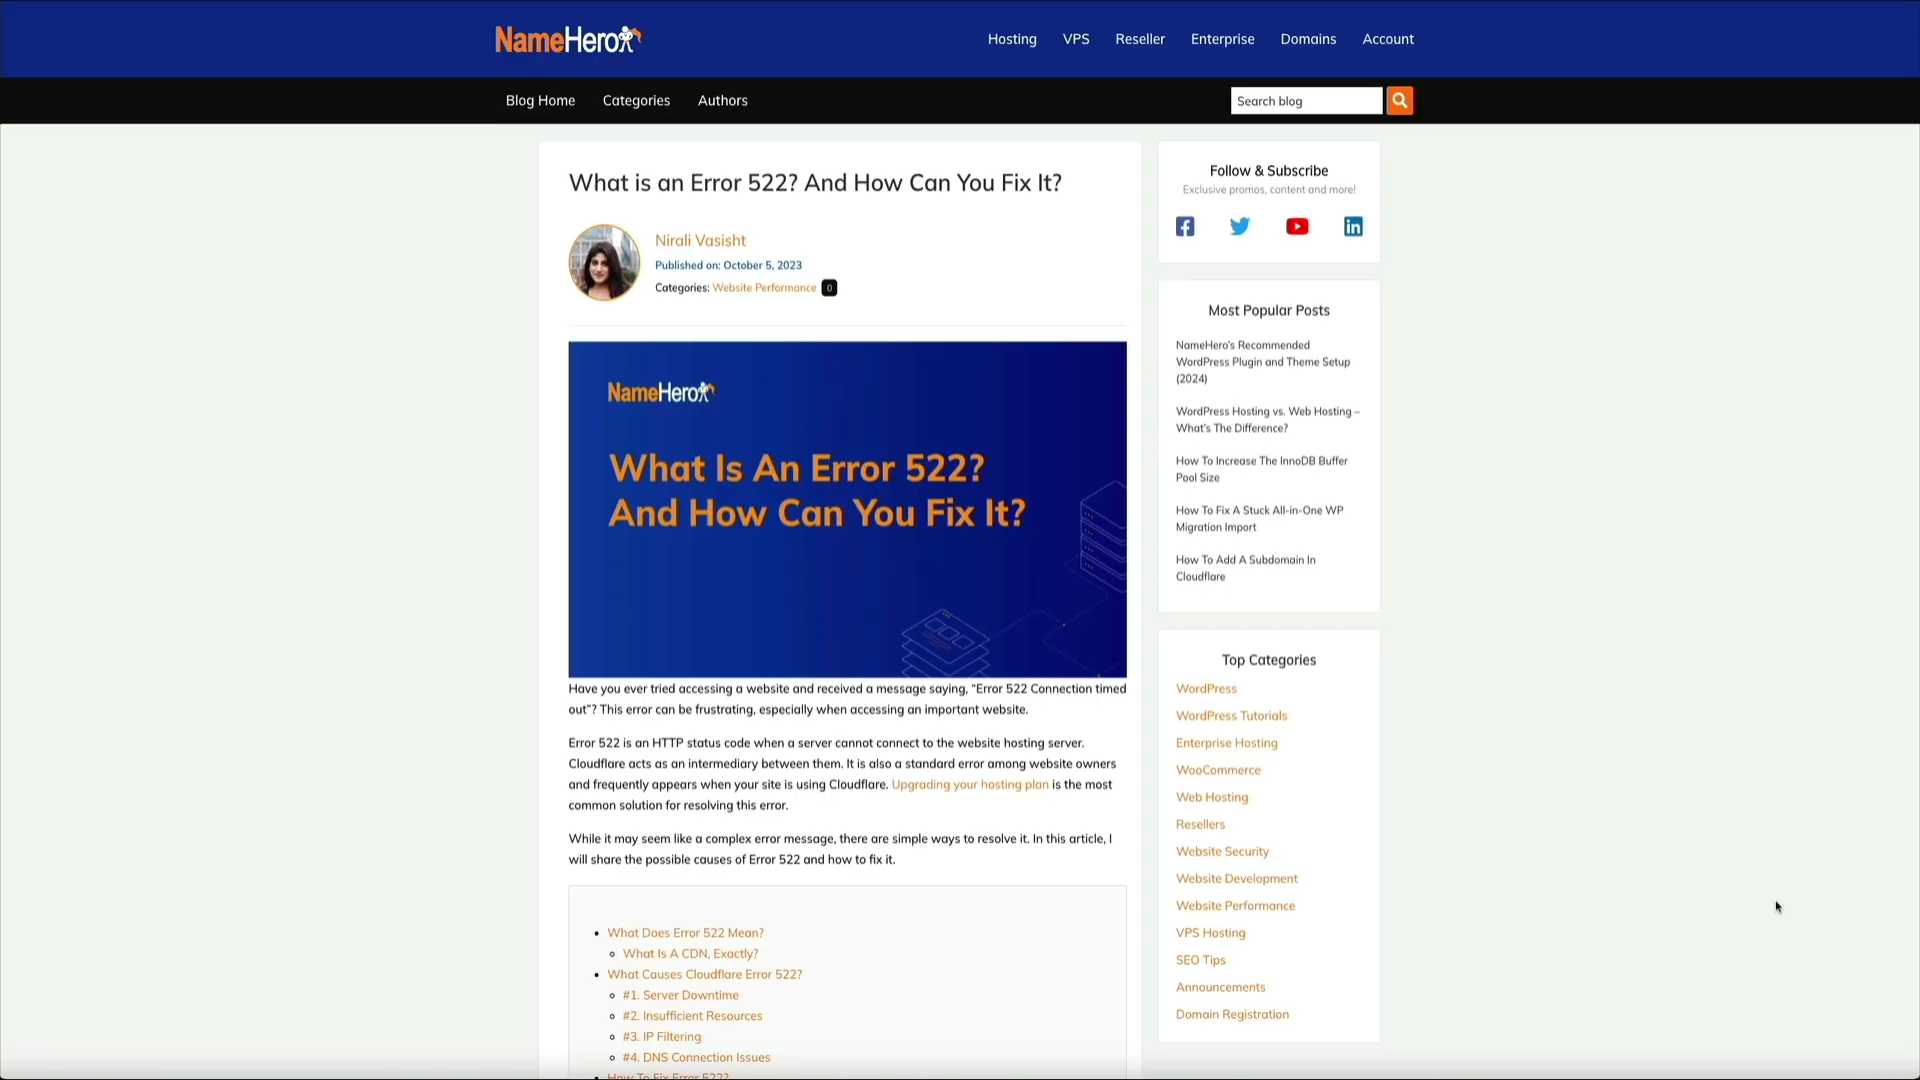 NameHero
Hosting
VPS
Reseller
Enterprise
Domains
Account
Blog Home
Categories
Authors
Search blog
What is an Error 522? And How Can You Fix It?
Nirali Vasisht
Published on: October 5, 2023
Categories: Website Performance 0
NameHero
What Is An Error 522?
And How Can You Fix It?
Have you ever tried accessing a website and received a message saying, “Error 522 Connection timed
out”? This error can be frustrating, especially when accessing an important website.
Error 522 is an HTTP status code when a server cannot connect to the website hosting server.
Cloudflare acts as an intermediary between them. It is also a standard error among website owners
and frequently appears when your site is using Cloudflare. Upgrading your hosting plan is the most
common solution for resolving this error.
While it may seem like a complex error message, there are simple ways to resolve it. In this article, I
will share the possible causes of Error 522 and how to fix it.
What Does Error 522 Mean?
What Is A CDN, Exactly?
What Causes Cloudflare Error 522?
#1. Server Downtime
#2. Insufficient Resources
#3. IP Filtering
#4. DNS Connection Issues
How To Fix Error 522?
Follow & Subscribe
Exclusive promos, content and more!
Most Popular Posts
NameHero's Recommended
WordPress Plugin and Theme Setup
(2024)
WordPress Hosting vs. Web Hosting –
What's The Difference?
How To Increase The InnoDB Buffer
Pool Size
How To Fix A Stuck All-in-One WP
Migration Import
How To Add A Subdomain In
Cloudflare
Top Categories
WordPress
WordPress Tutorials
Enterprise Hosting
WooCommerce
Web Hosting
Resellers
Website Security
Website Development
Website Performance
VPS Hosting
SEO Tips
Announcements
Domain Registration